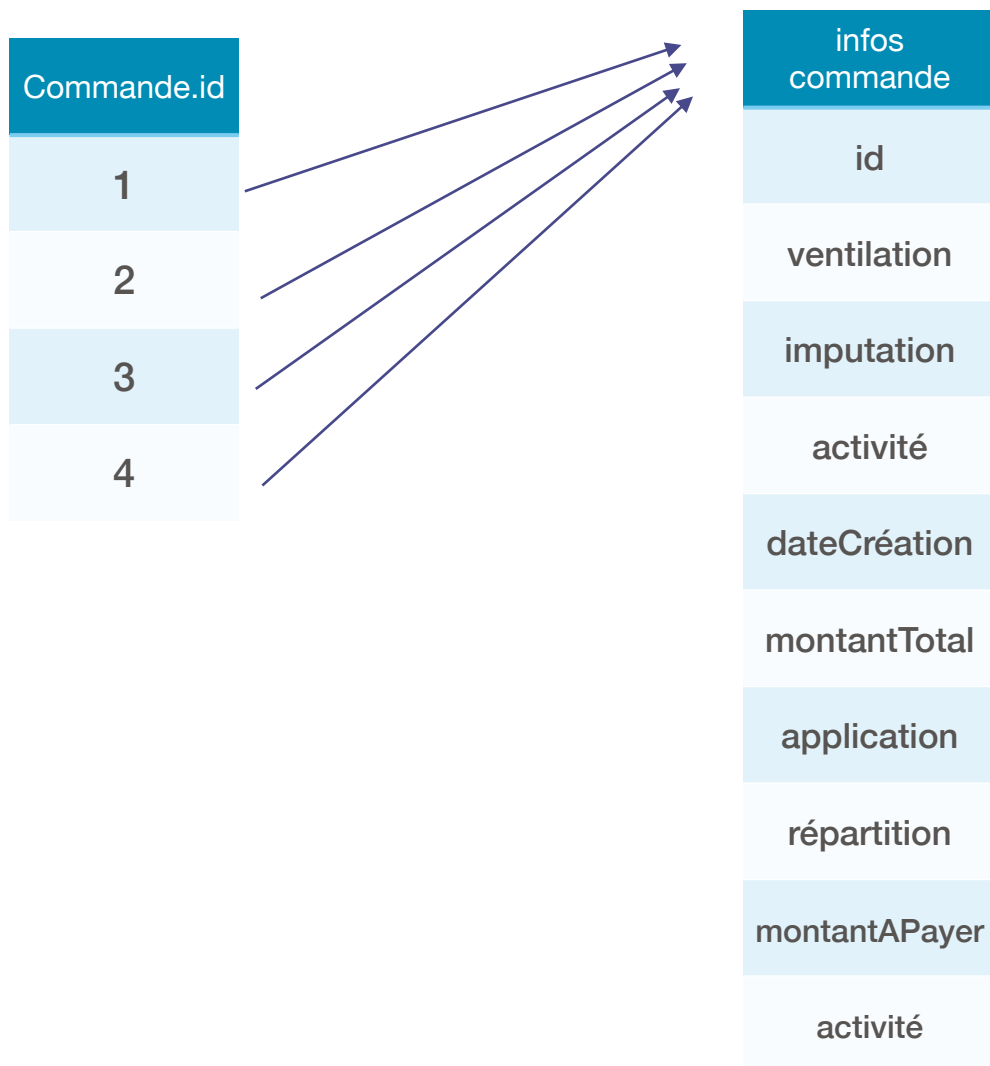 Commande.id
1
2
3
4
infos
commande
id
ventilation
imputation
activité
dateCréation
montantTotal
application
répartition
montantAPayer
activité